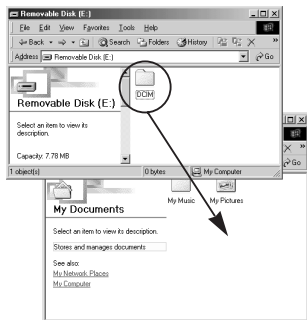 Removable Disk (E:)
File Edit View Favorites Tools Help
Back Search Folders History
Address Removable Disk (E:) Go
Removable Disk (E:)
DCIM
Select an item to view its
description.
Capacity: 7.78 MB
1 object(s) 0 bytes My Computer
Go
My Documents
My Music My Pictures
Select an item to view its description.
Stores and manages documents
See also:
My Network Places
My Computer